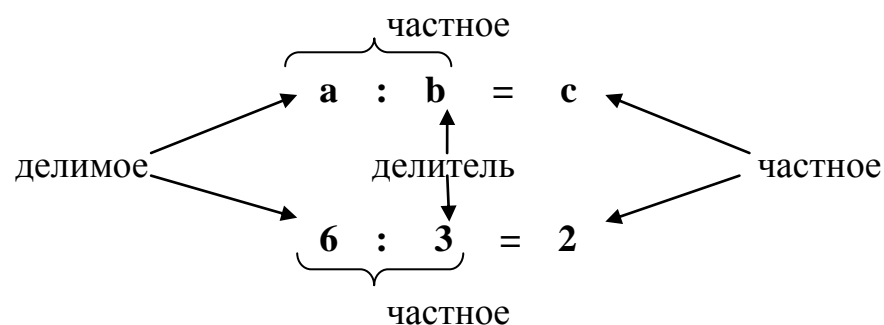 частное
a : b = c
делимое делитель частное
6 : 3 = 2
частное